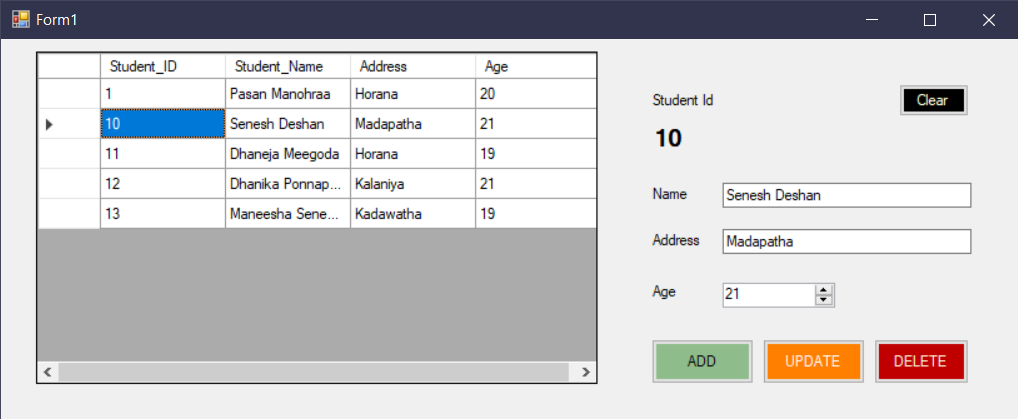 Form1
Student_ID Student_Name Address Age
1 Pasan Manohraa Horana 20
10 Senesh Deshan Madapatha 21
11 Dhaneja Meegoda Horana 19
12 Dhanika Ponnap... Kalaniya 21
13 Maneesha Sene... Kadawatha 19
Student Id Clear
10
Name Senesh Deshan
Address Madapatha
Age 21
ADD UPDATE DELETE